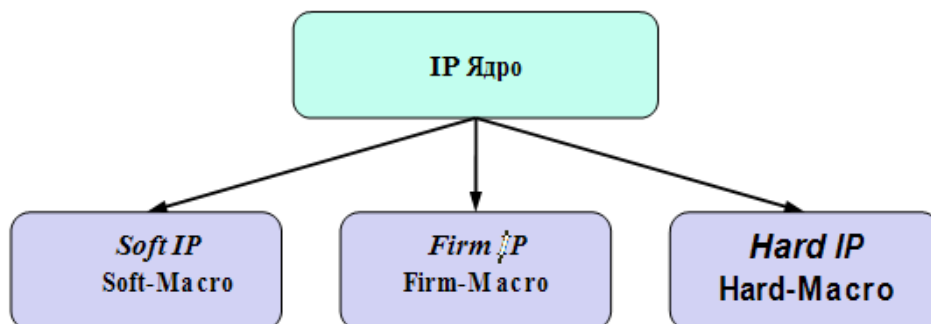 IP Ядро
Soft IP
Soft-Macro
Firm IP
Firm-Macro
Hard IP
Hard-Macro